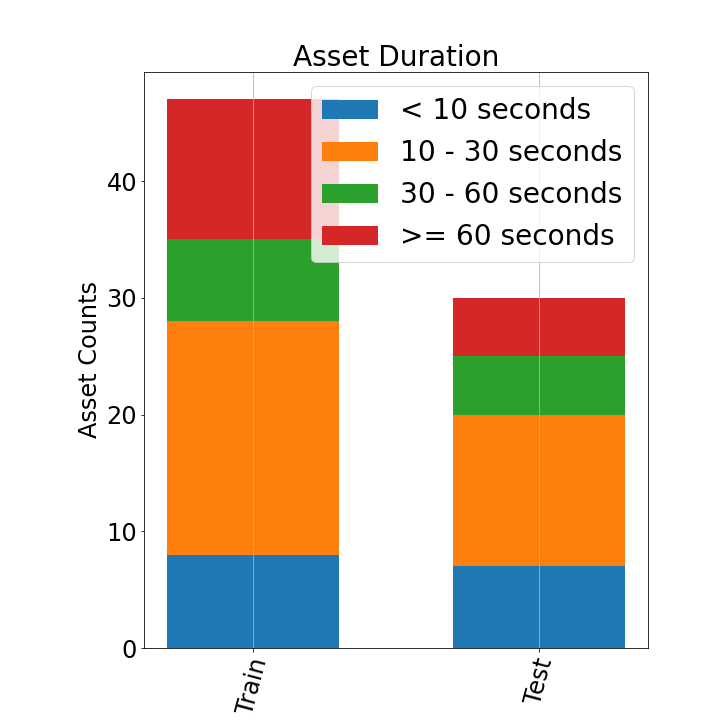 Asset Duration
< 10 seconds
10 - 30 seconds
30 - 60 seconds
>= 60 seconds
Asset Counts
40
30
20
10
0
Train
Test